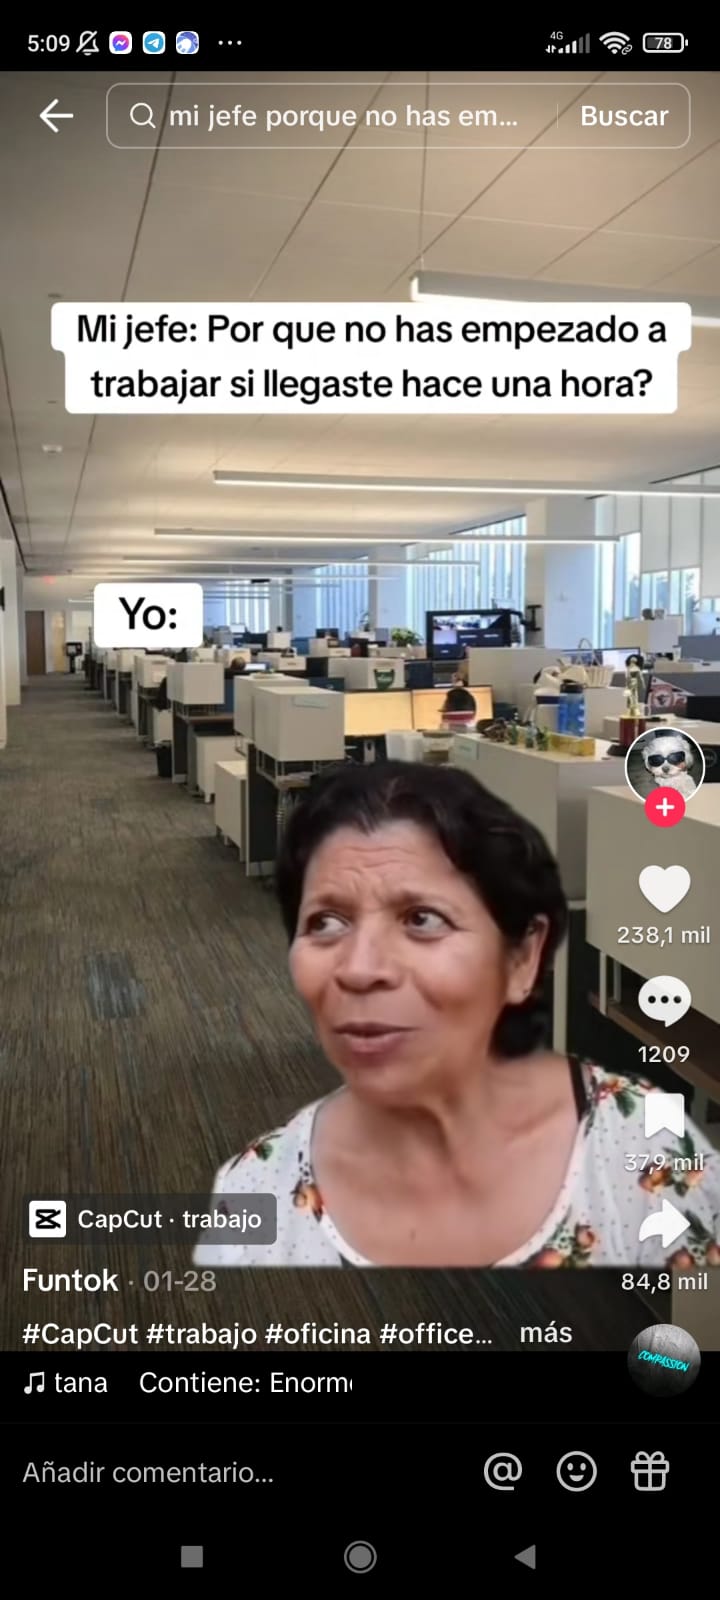 5:09
4G
78
mi jefe porque no has em...
Buscar
Mi jefe: Por que no has empezado a
trabajar si llegaste hace una hora?
Yo:
238,1 mil
1209
37,9 mil
84,8 mil
CapCut · trabajo
Funtok · 01-28
#CapCut #trabajo #oficina #office... más
COMPASSION
tana Contiene: Enorm
Añadir comentario...